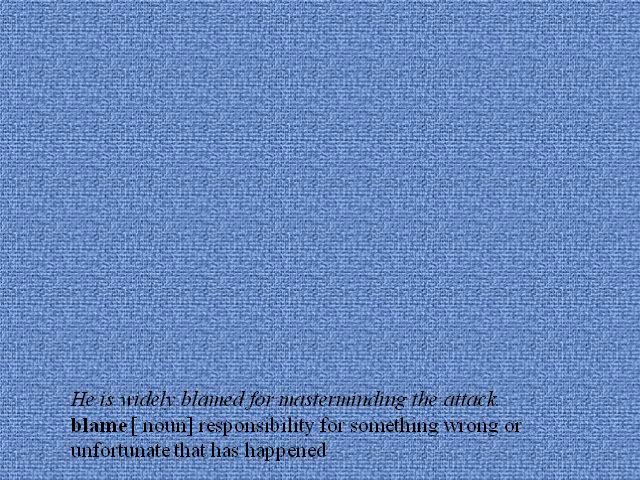 He is widely blamed for masterminding the attack
blame [ noun] responsibility for something wrong or
unfortunate that has happened